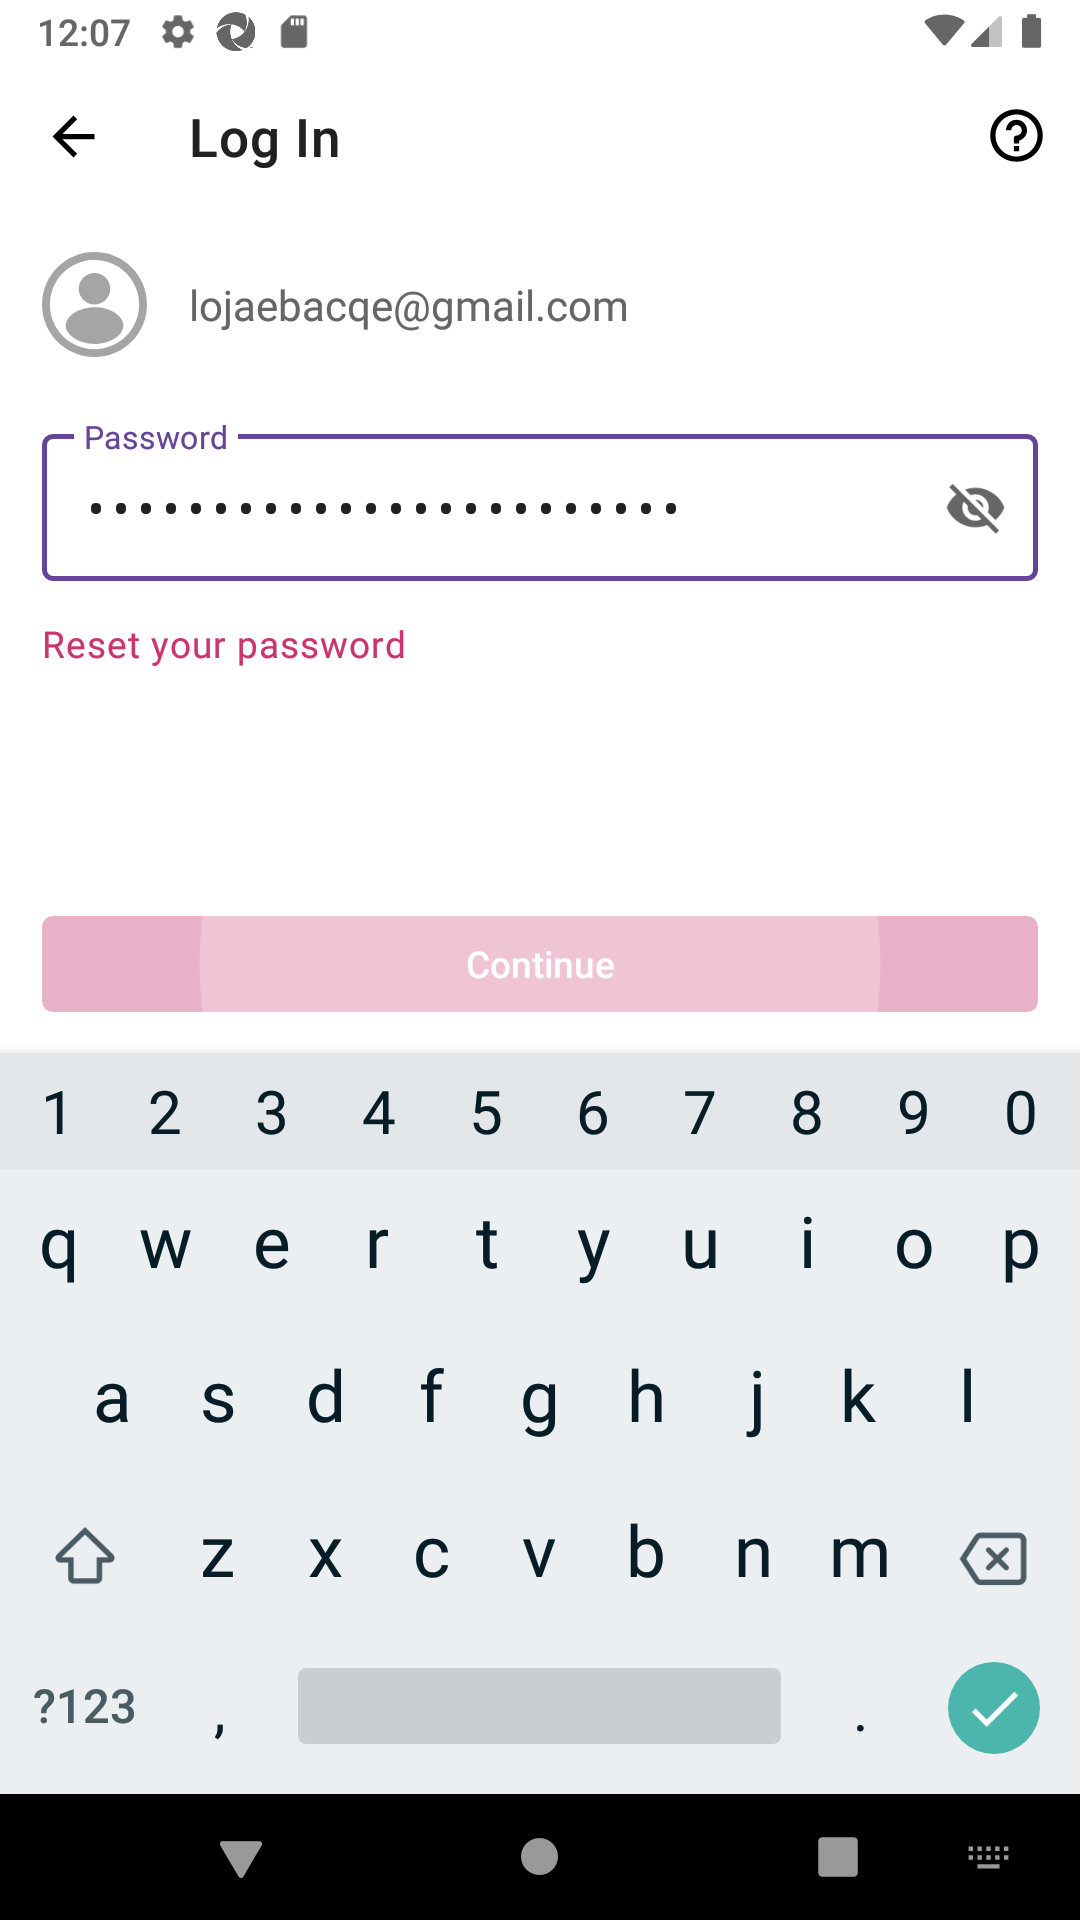 12:07
Log In
lojaebacqe@gmail.com
Password
••••••••••••••••••••••••
Reset your password
Continue
1 2 3 4 5 6 7 8 9 0
q w e r t y u i o p
a s d f g h j k l
z x c v b n m
?123 , .